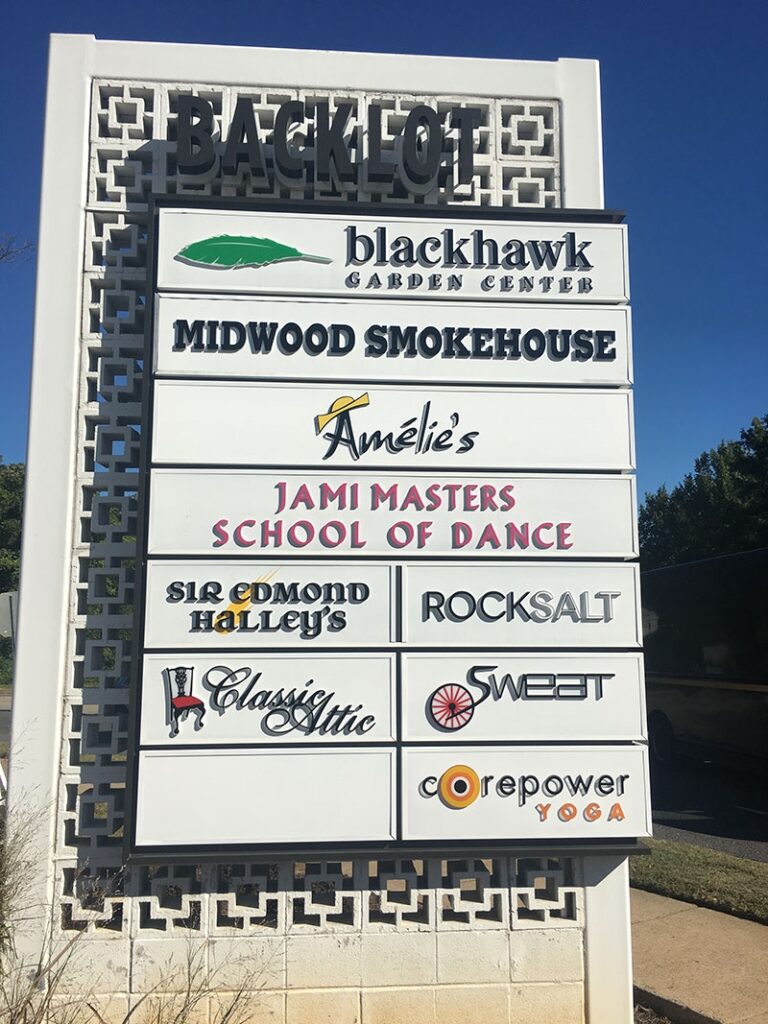 BACKLOT
blackhawk
GARDEN CENTER
MIDWOOD SMOKEHOUSE
Amélie's
JAMI MASTERS
SCHOOL OF DANCE
SIR EDMOND
HALLEY'S
ROCKSALT
Classic Attic
SWEAT
corepower
YOGA